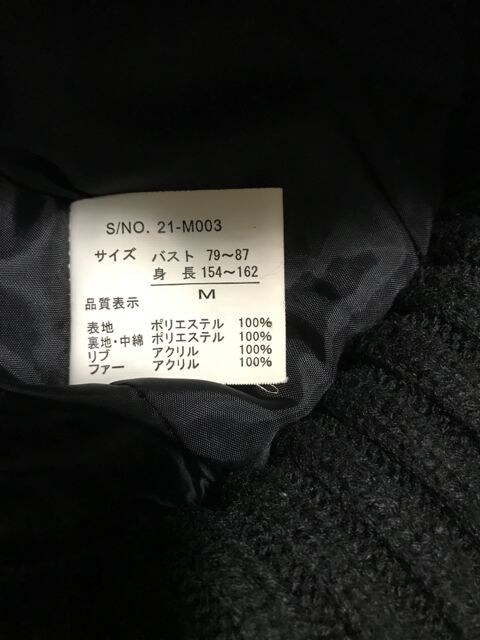 S/NO. 21-M003
サイズ バスト 79〜87
身 長 154〜162
M
品質表示
表地 ポリエステル 100%
裏地・中綿 ポリエステル 100%
リブ アクリル 100%
ファー アクリル 100%